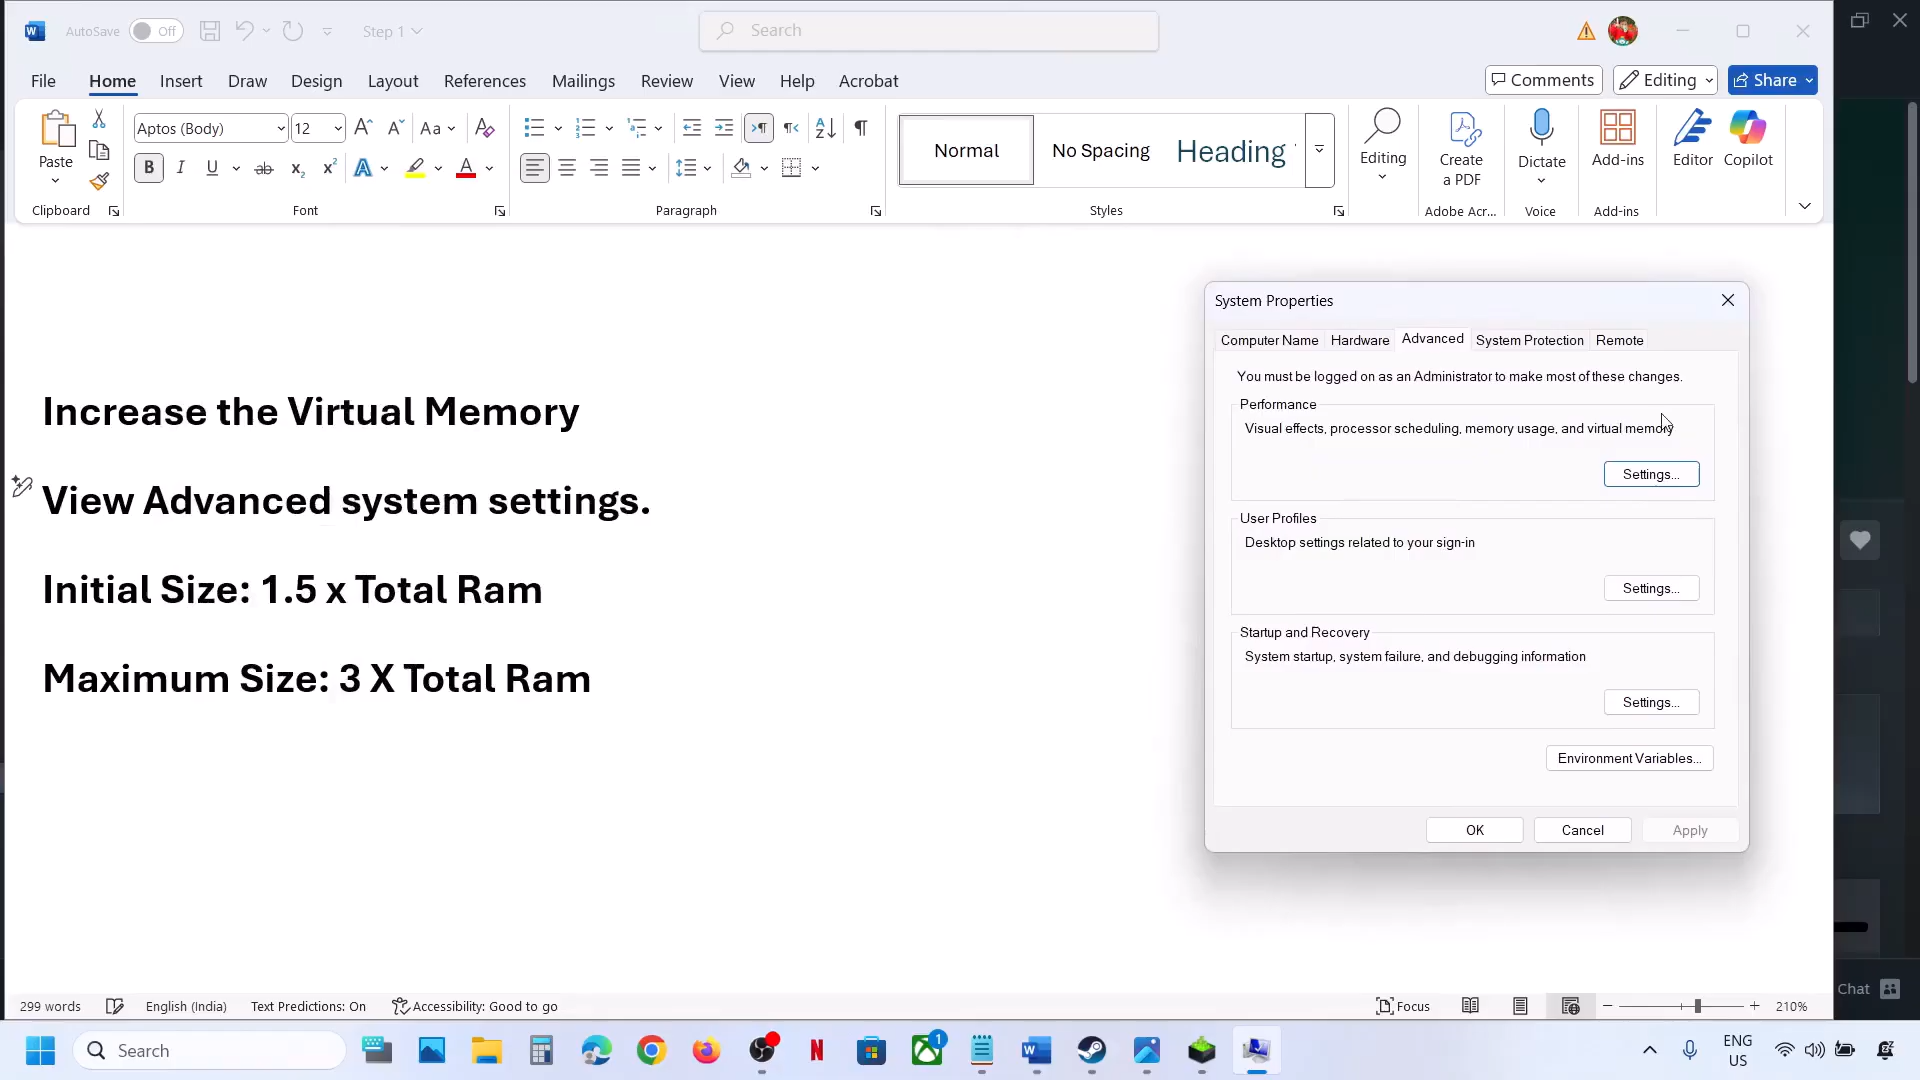 AutoSave Off Step 1 Search
File Home Insert Draw Design Layout References Mailings Review View Help Acrobat Comments Editing Share
Aptos (Body) 12 Aa
Paste
B I U ab x₂ x² A A
Normal No Spacing Heading
Editing
Create a PDF
Dictate
Add-ins
Editor
Copilot
Clipboard Font Paragraph Styles Adobe Acr... Voice Add-ins
Increase the Virtual Memory
View Advanced system settings.
Initial Size: 1.5 x Total Ram
Maximum Size: 3 X Total Ram
System Properties
Computer Name Hardware Advanced System Protection Remote
You must be logged on as an Administrator to make most of these changes.
Performance
Visual effects, processor scheduling, memory usage, and virtual memory
Settings...
User Profiles
Desktop settings related to your sign-in
Settings...
Startup and Recovery
System startup, system failure, and debugging information
Settings...
Environment Variables...
OK Cancel Apply
Chat
299 words English (India) Text Predictions: On Accessibility: Good to go Focus 210%
Search 1 ENG
US